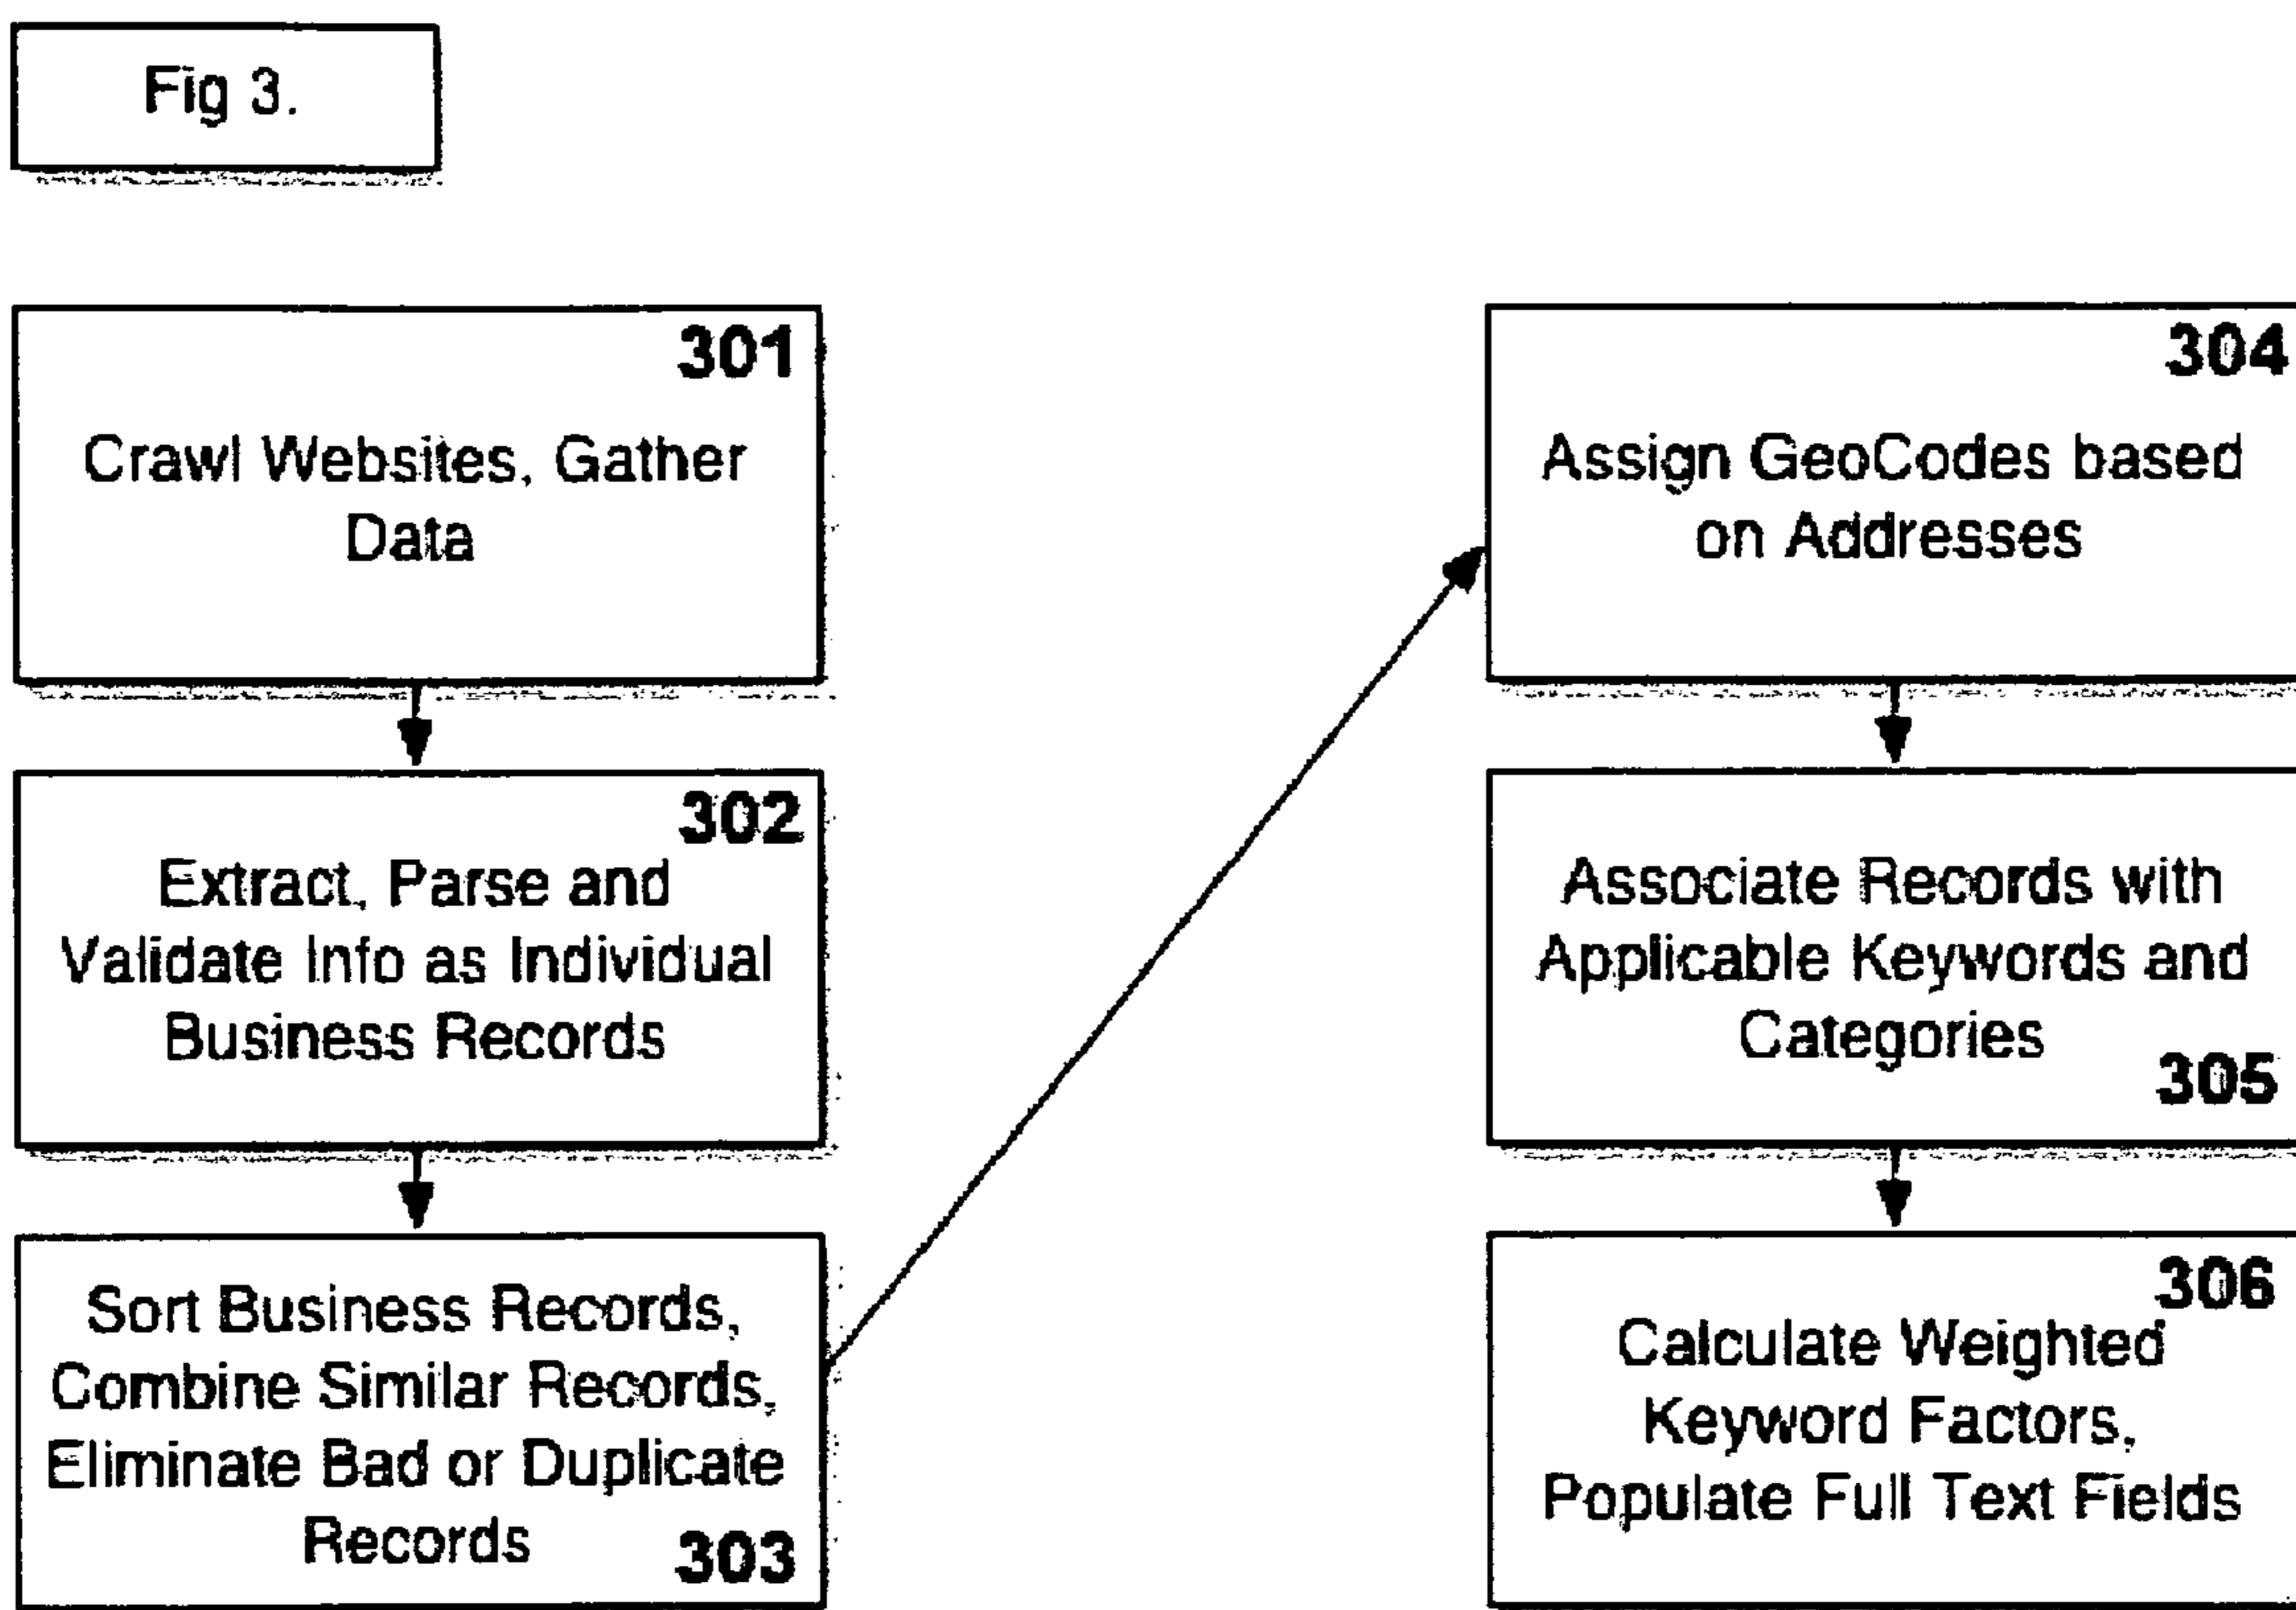 Fig 3.
301
Crawl Websites, Gather
Data
302
Extract, Parse and
Validate Info as Individual
Business Records
Sort Business Records,
Combine Similar Records,
Eliminate Bad or Duplicate
Records
303
304
Assign GeoCodes based
on Addresses
Associate Records with
Applicable Keywords and
Categories
305
306
Calculate Weighted
Keyword Factors,
Populate Full Text Fields